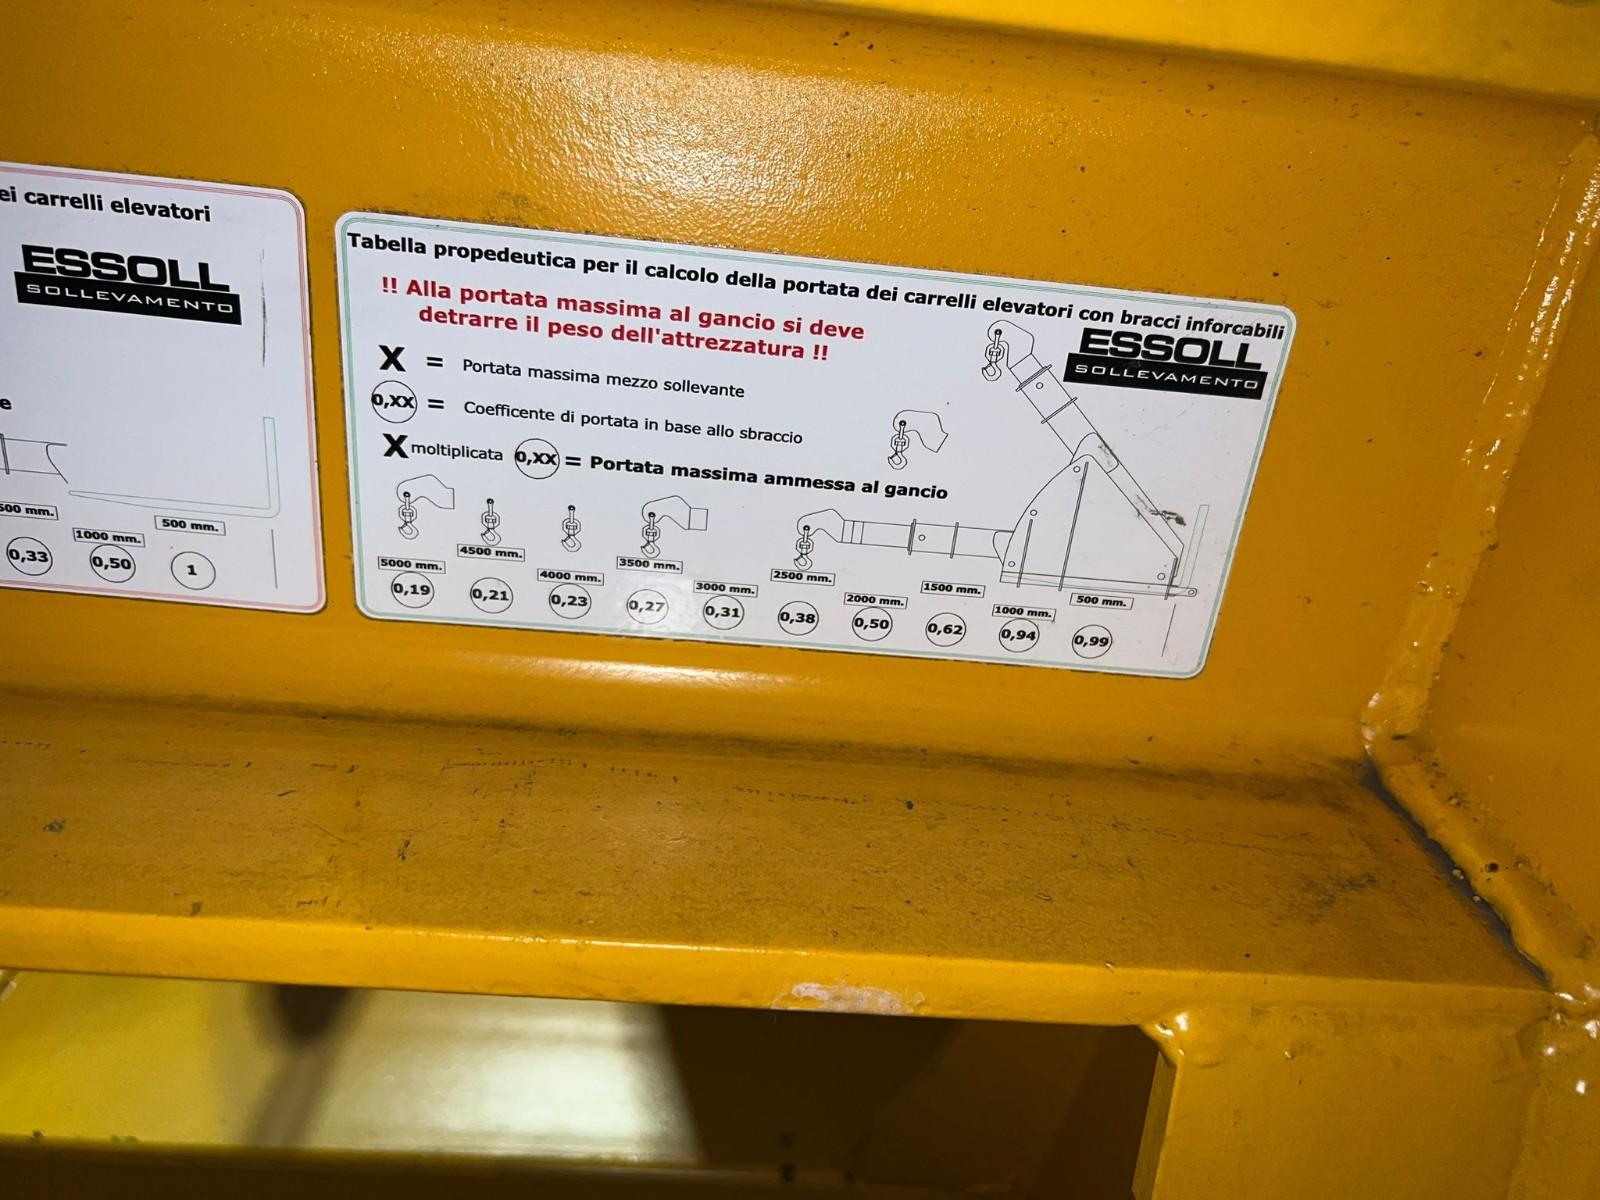 ei carrelli elevatori
ESSOLL
SOLLEVAMENTO
e
500 mm.
1000 mm.
500 mm.
0,33
0,50
1
Tabella propedeutica per il calcolo della portata dei carrelli elevatori con bracci inforcabili
!! Alla portata massima al gancio si deve
detrarre il peso dell'attrezzatura !!
ESSOLL
SOLLEVAMENTO
X = Portata massima mezzo sollevante
0,XX = Coefficente di portata in base allo sbraccio
X moltiplicata 0,XX = Portata massima ammessa al gancio
5000 mm.
4500 mm.
4000 mm.
3500 mm.
3000 mm.
2500 mm.
2000 mm.
1500 mm.
1000 mm.
500 mm.
0,19
0,21
0,23
0,27
0,31
0,38
0,50
0,62
0,94
0,99